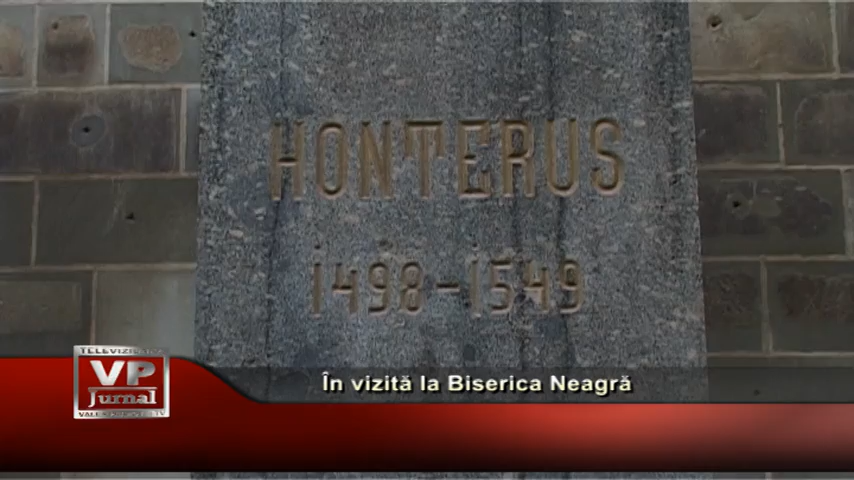 HONTERUS
1498-1549
În vizită la Biserica Neagră
VP
Jurnal